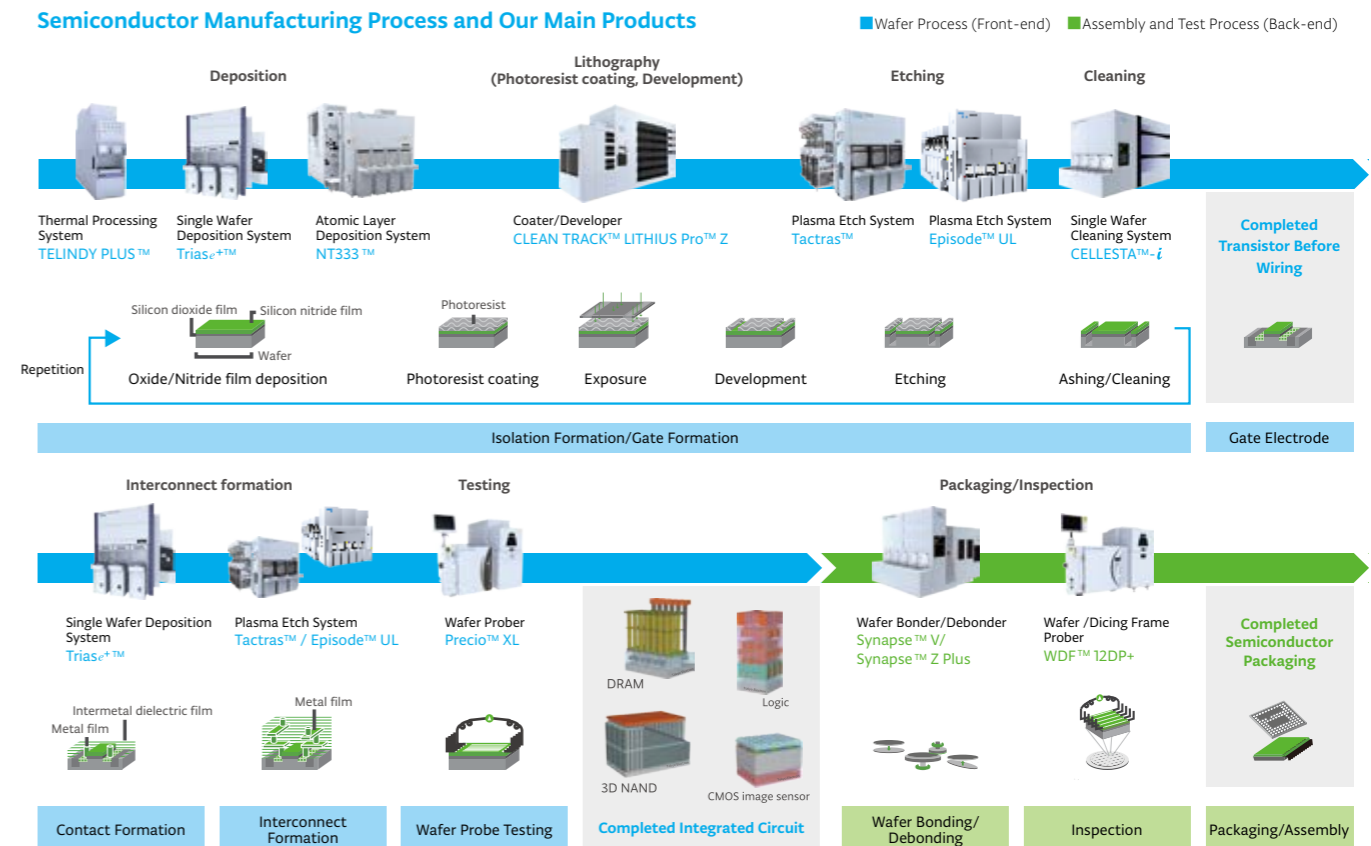 Semiconductor Manufacturing Process and Our Main Products
Wafer Process (Front-end)
Assembly and Test Process (Back-end)
Deposition
Lithography
(Photoresist coating, Development)
Etching
Cleaning
Thermal Processing
System
TELINDY PLUS™
Single Wafer
Deposition System
Triase+™
Atomic Layer
Deposition System
NT333™
Coater/Developer
CLEAN TRACK™ LITHIUS Pro™ Z
Plasma Etch System
Tactras™
Plasma Etch System
Episode™ UL
Single Wafer
Cleaning System
CELLESTA™-i
Completed
Transistor Before
Wiring
Silicon dioxide film
Silicon nitride film
Wafer
Photoresist
Repetition
Oxide/Nitride film deposition
Photoresist coating
Exposure
Development
Etching
Ashing/Cleaning
Isolation Formation/Gate Formation
Gate Electrode
Interconnect formation
Testing
Packaging/Inspection
Single Wafer Deposition
System
Triase+™
Plasma Etch System
Tactras™ / Episode™ UL
Wafer Prober
Precio™ XL
DRAM
Logic
3D NAND
CMOS image sensor
Wafer Bonder/Debonder
Synapse™ V/
Synapse™ Z Plus
Wafer /Dicing Frame
Prober
WDF™ 12DP+
Completed
Semiconductor
Packaging
Intermetal dielectric film
Metal film
Metal film
Contact Formation
Interconnect
Formation
Wafer Probe Testing
Completed Integrated Circuit
Wafer Bonding/
Debonding
Inspection
Packaging/Assembly